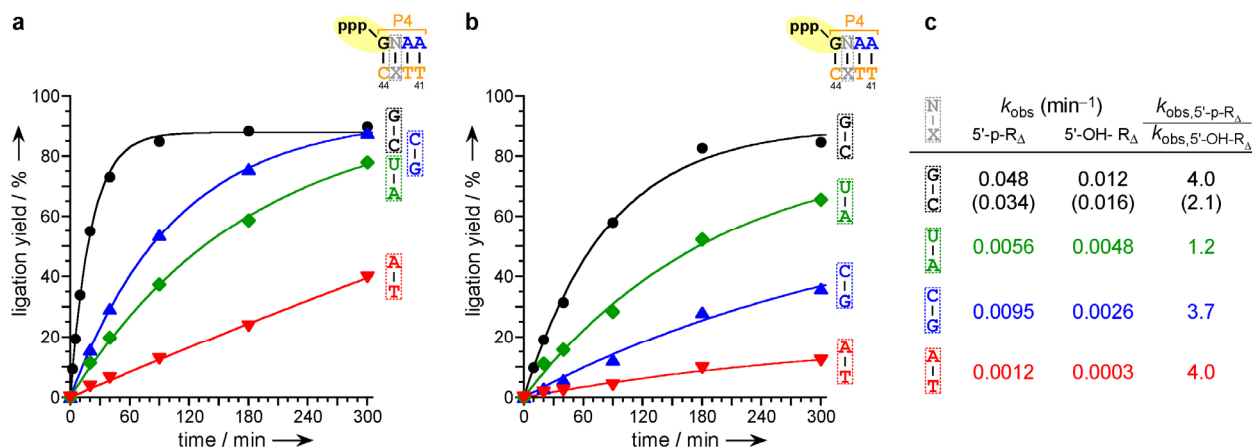 a
ppp
P4
G N A A
C X T T
44 41
ligation yield / %
100
80
60
40
20
0
0 60 120 180 240 300
time / min
G-C
C-G
U-A
A-T
b
ppp
P4
G N A A
C X T T
44 41
ligation yield / %
100
80
60
40
20
0
0 60 120 180 240 300
time / min
G-C
U-A
C-G
A-T
c
N-X
kobs (min⁻¹)
5'-p-RΔ 5'-OH- RΔ
kobs,5'-p-RΔ
kobs,5'-OH-RΔ
G-C 0.048 0.012 4.0
(0.034) (0.016) (2.1)
U-A 0.0056 0.0048 1.2
C-G 0.0095 0.0026 3.7
A-T 0.0012 0.0003 4.0